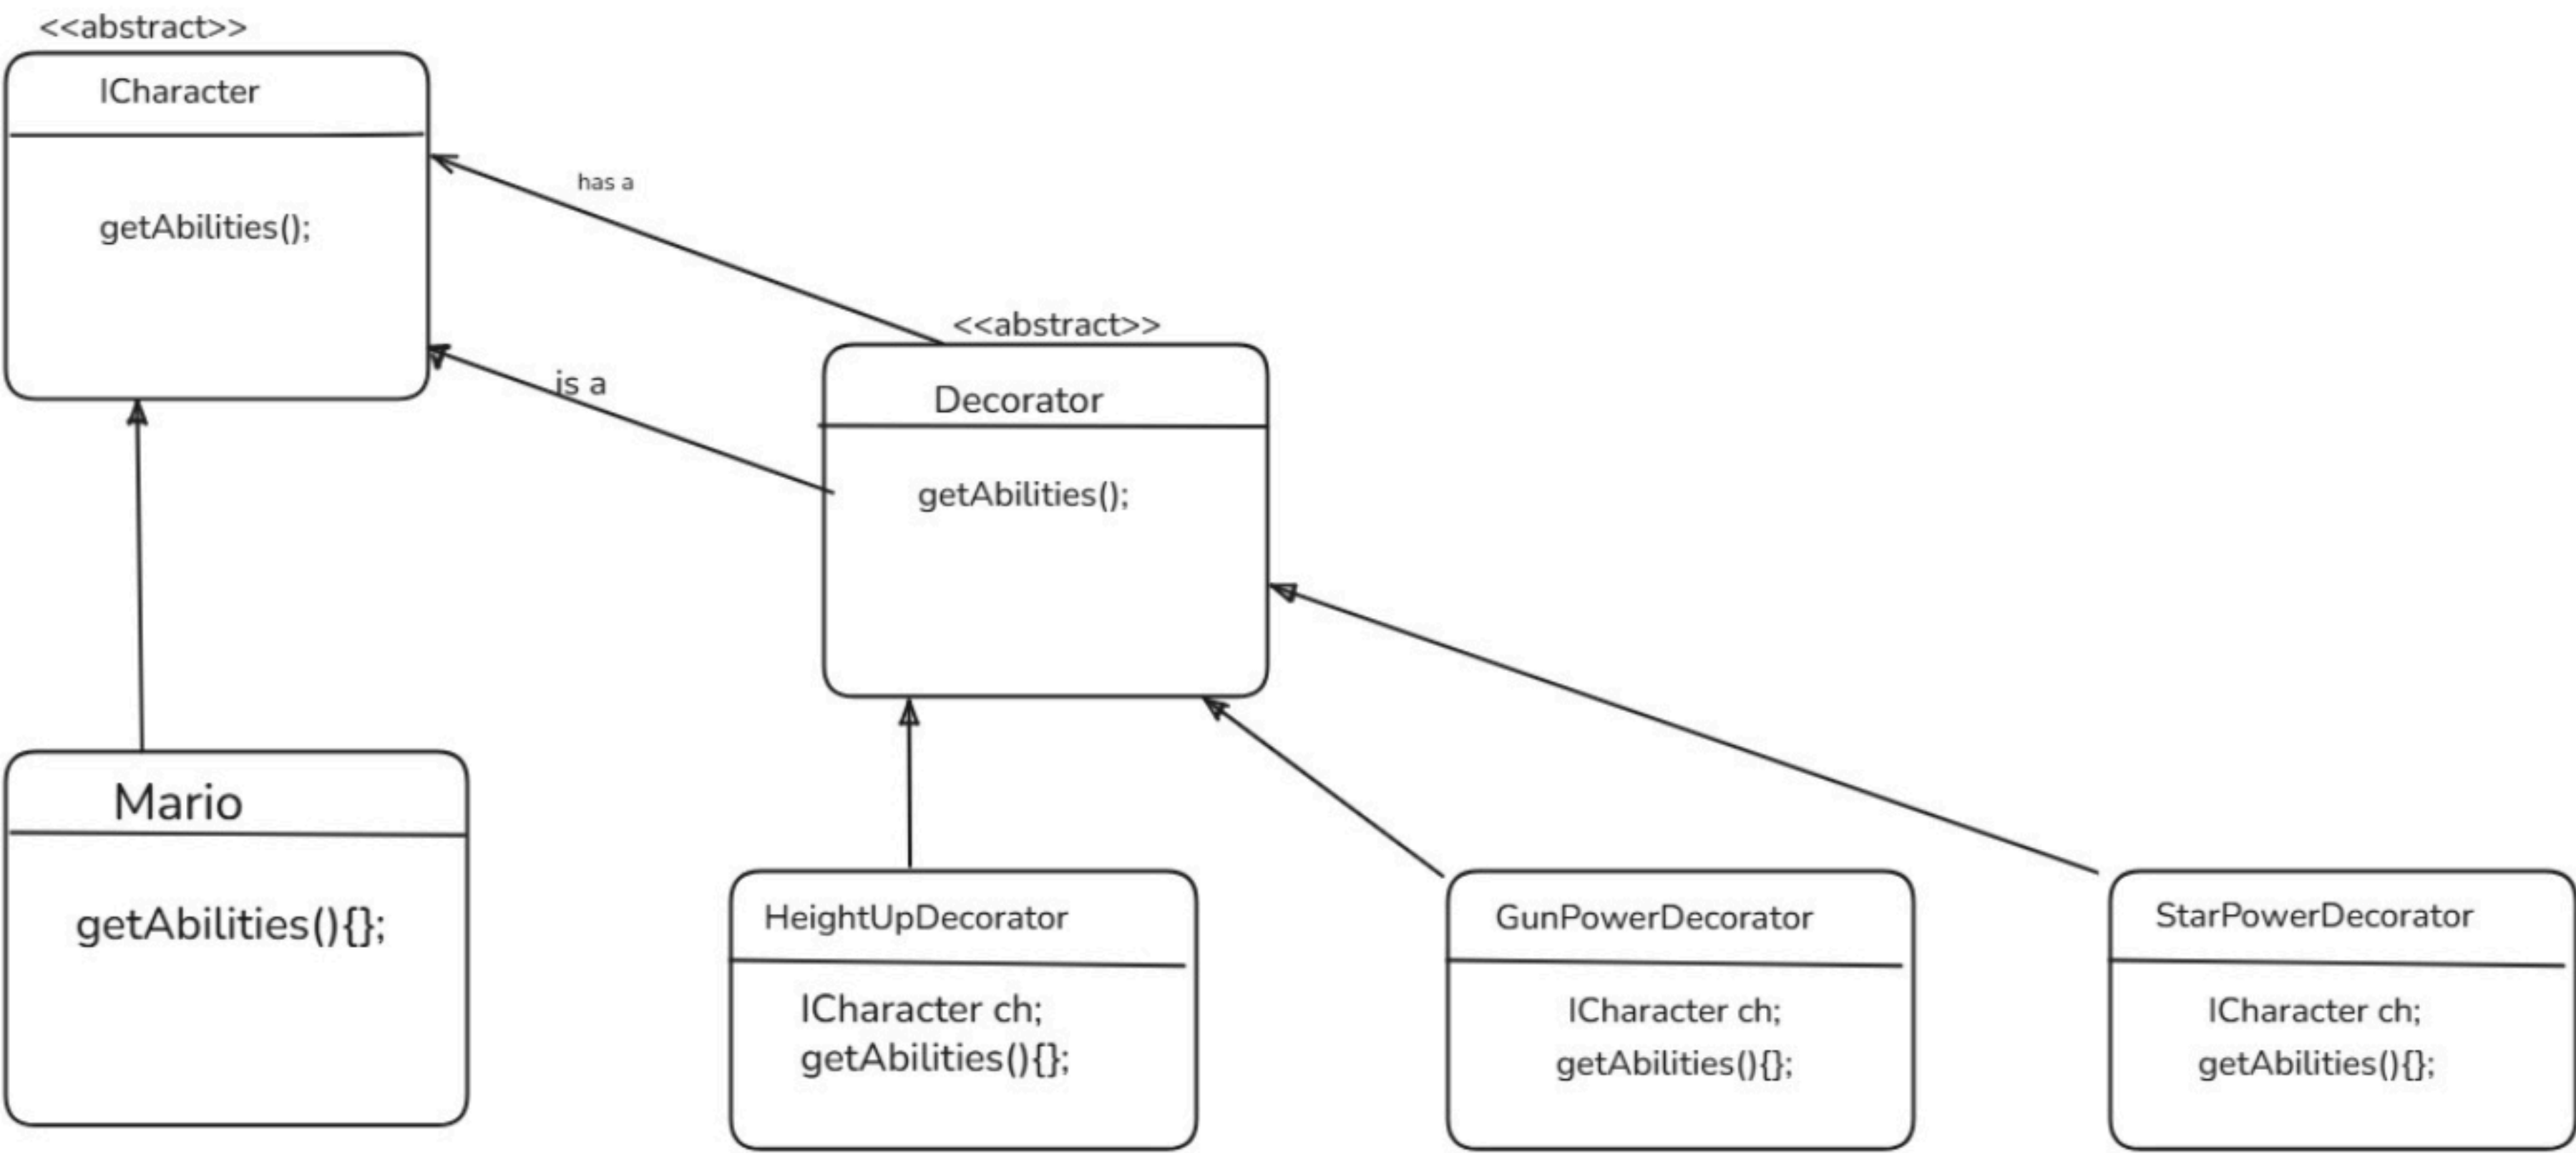 <<abstract>>
ICharacter
getAbilities();
has a
is a
<<abstract>>
Decorator
getAbilities();
Mario
getAbilities(){};
HeightUpDecorator
ICharacter ch;
getAbilities(){};
GunPowerDecorator
ICharacter ch;
getAbilities(){};
StarPowerDecorator
ICharacter ch;
getAbilities(){};